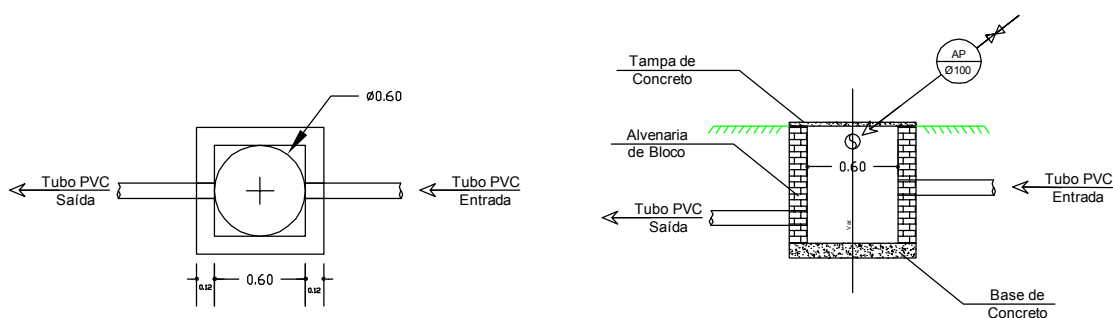 Ø0.60
Tubo PVC
Saída
Tubo PVC
Entrada
0.12
0.60
0.12
AP
Ø100
Tampa de
Concreto
Alvenaria
de Bloco
0.60
Tubo PVC
Entrada
Tubo PVC
Saída
Var
Base de
Concreto